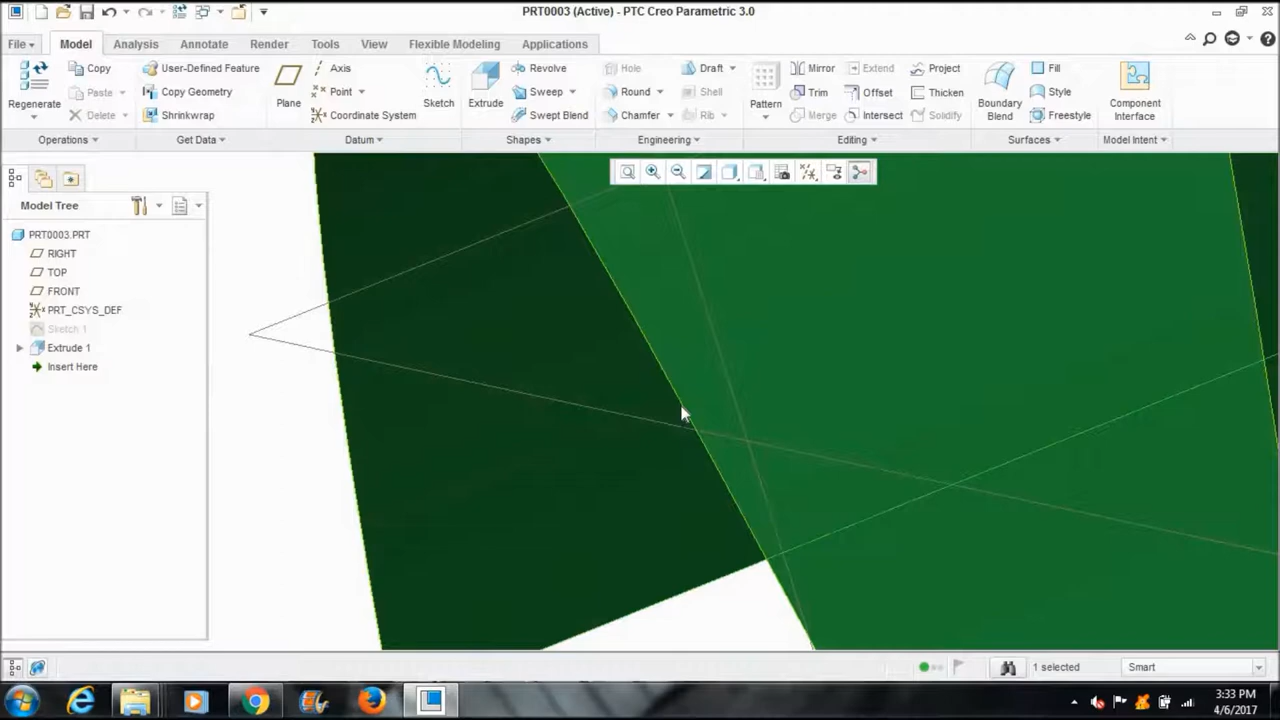 PRT0003 (Active) - PTC Creo Parametric 3.0
File Model Analysis Annotate Render Tools View Flexible Modeling Applications
Regenerate
Copy
Paste
Delete
User-Defined Feature
Copy Geometry
Shrinkwrap
Plane
Axis
Point
Coordinate System
Sketch
Extrude
Revolve
Sweep
Swept Blend
Hole
Round
Chamfer
Draft
Shell
Rib
Pattern
Mirror
Trim
Merge
Extend
Offset
Intersect
Project
Thicken
Solidify
Boundary
Blend
Fill
Style
Freestyle
Component
Interface
Operations Get Data Datum Shapes Engineering Editing Surfaces Model Intent
Model Tree
PRT0003.PRT
RIGHT
TOP
FRONT
PRT_CSYS_DEF
Sketch 1
Extrude 1
Insert Here
1 selected
Smart
3:33 PM
4/6/2017